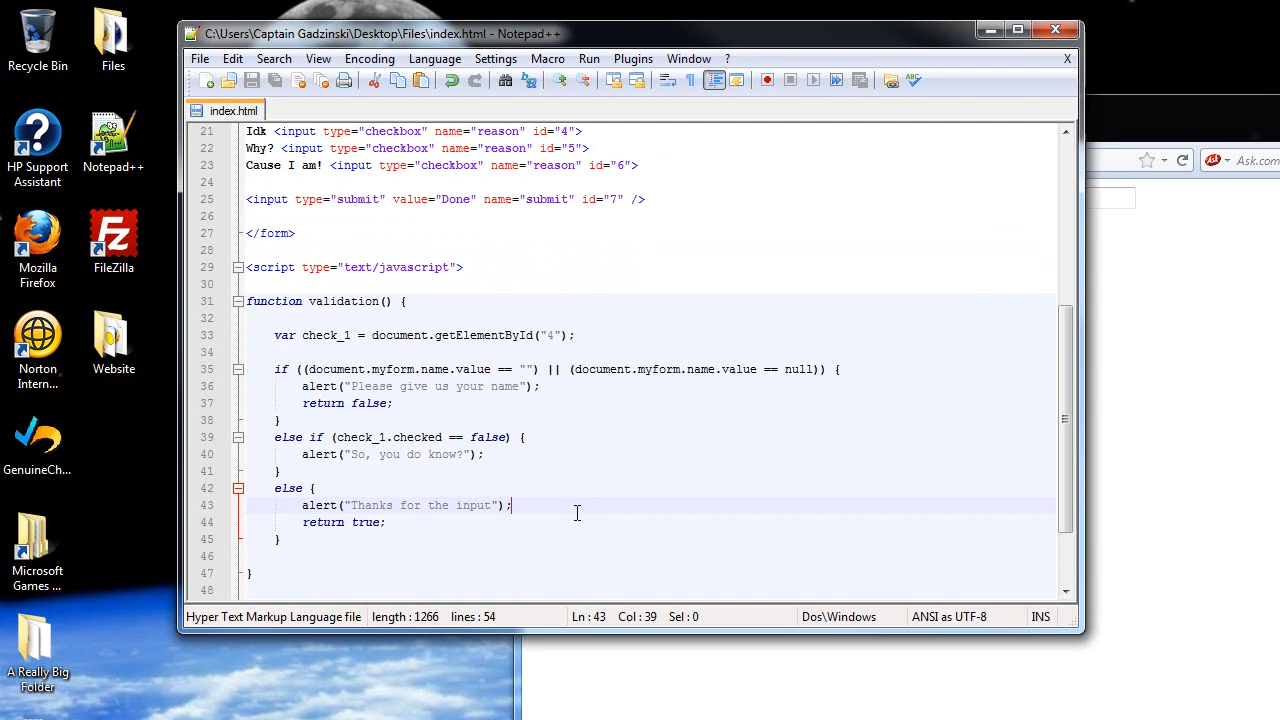 Recycle Bin
Files
HP Support
Assistant
Notepad++
Mozilla
Firefox
FileZilla
Norton
Intern...
Website
GenuineCh...
Microsoft
Games ...
A Really Big
Folder
C:\Users\Captain Gadzinski\Desktop\Files\index.html - Notepad++
File Edit Search View Encoding Language Settings Macro Run Plugins Window ? X
index.html
21 Idk <input type="checkbox" name="reason" id="4">
22 Why? <input type="checkbox" name="reason" id="5">
23 Cause I am! <input type="checkbox" name="reason" id="6">
24
25 <input type="submit" value="Done" name="submit" id="7" />
26
27 </form>
28
29 <script type="text/javascript">
30
31 function validation() {
32
33 var check_1 = document.getElementById("4");
34
35 if ((document.myform.name.value == "") || (document.myform.name.value == null)) {
36 alert("Please give us your name");
37 return false;
38 }
39 else if (check_1.checked == false) {
40 alert("So, you do know?");
41 }
42 else {
43 alert("Thanks for the input");
44 return true;
45 }
46
47 }
48
Hyper Text Markup Language file length : 1266 lines : 54 Ln : 43 Col : 39 Sel : 0 Dos\Windows ANSI as UTF-8 INS
Ask Ask.com
ABC